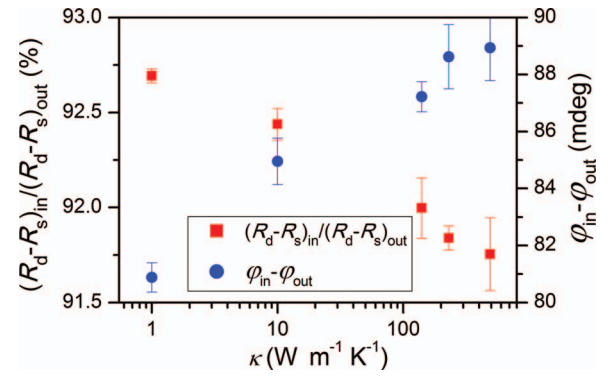 93.0
92.5
92.0
91.5
(R_d-R_s)_in/(R_d-R_s)_out (%)
90
88
86
84
82
80
φ_in-φ_out (mdeg)
(R_d-R_s)_in/(R_d-R_s)_out
φ_in-φ_out
1 10 100
κ (W m⁻¹ K⁻¹)